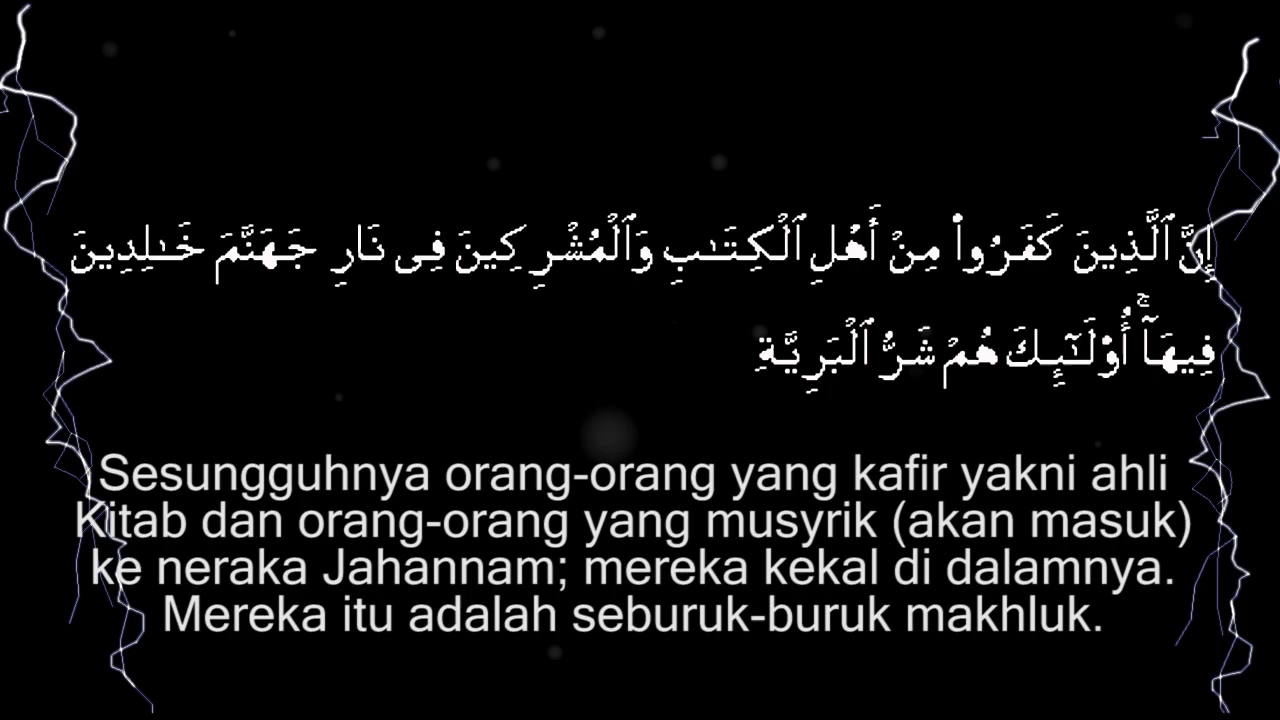 إِنَّ ٱلَّذِينَ كَفَرُوا۟ مِنْ أَهْلِ ٱلْكِتَـٰبِ وَٱلْمُشْرِكِينَ فِى نَارِ جَهَنَّمَ خَـٰلِدِينَ
فِيهَآ ۚ أُو۟لَـٰٓئِكَ هُمْ شَرُّ ٱلْبَرِيَّةِ
Sesungguhnya orang-orang yang kafir yakni ahli
Kitab dan orang-orang yang musyrik (akan masuk)
ke neraka Jahannam; mereka kekal di dalamnya.
Mereka itu adalah seburuk-buruk makhluk.